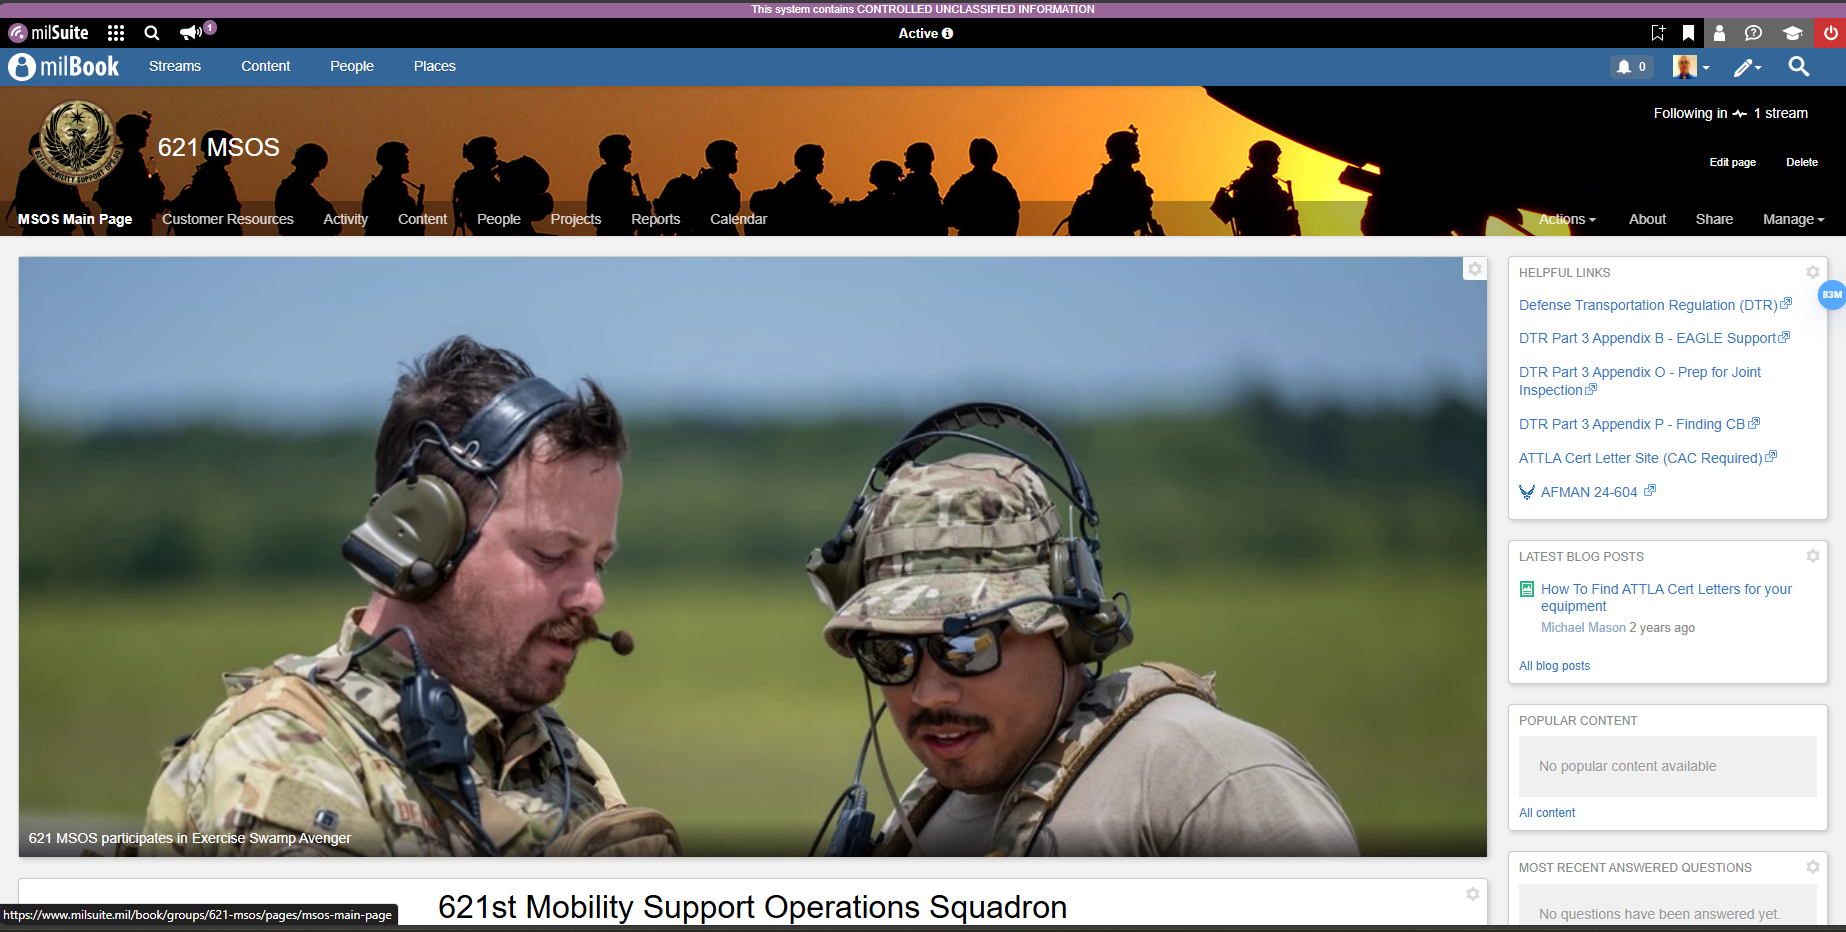 This system contains CONTROLLED UNCLASSIFIED INFORMATION
milSuite
1
Active
milBook
Streams
Content
People
Places
0
621 MSOS
Following in 1 stream
Edit page
Delete
MSOS Main Page
Customer Resources
Activity
Content
People
Projects
Reports
Calendar
Actions
About
Share
Manage
621 MSOS participates in Exercise Swamp Avenger
621st Mobility Support Operations Squadron
https://www.milsuite.mil/book/groups/621-msos/pages/msos-main-page
HELPFUL LINKS
83M
Defense Transportation Regulation (DTR)
DTR Part 3 Appendix B - EAGLE Support
DTR Part 3 Appendix O - Prep for Joint
Inspection
DTR Part 3 Appendix P - Finding CB
ATTLA Cert Letter Site (CAC Required)
AFMAN 24-604
LATEST BLOG POSTS
How To Find ATTLA Cert Letters for your
equipment
Michael Mason 2 years ago
All blog posts
POPULAR CONTENT
No popular content available
All content
MOST RECENT ANSWERED QUESTIONS
No questions have been answered yet.